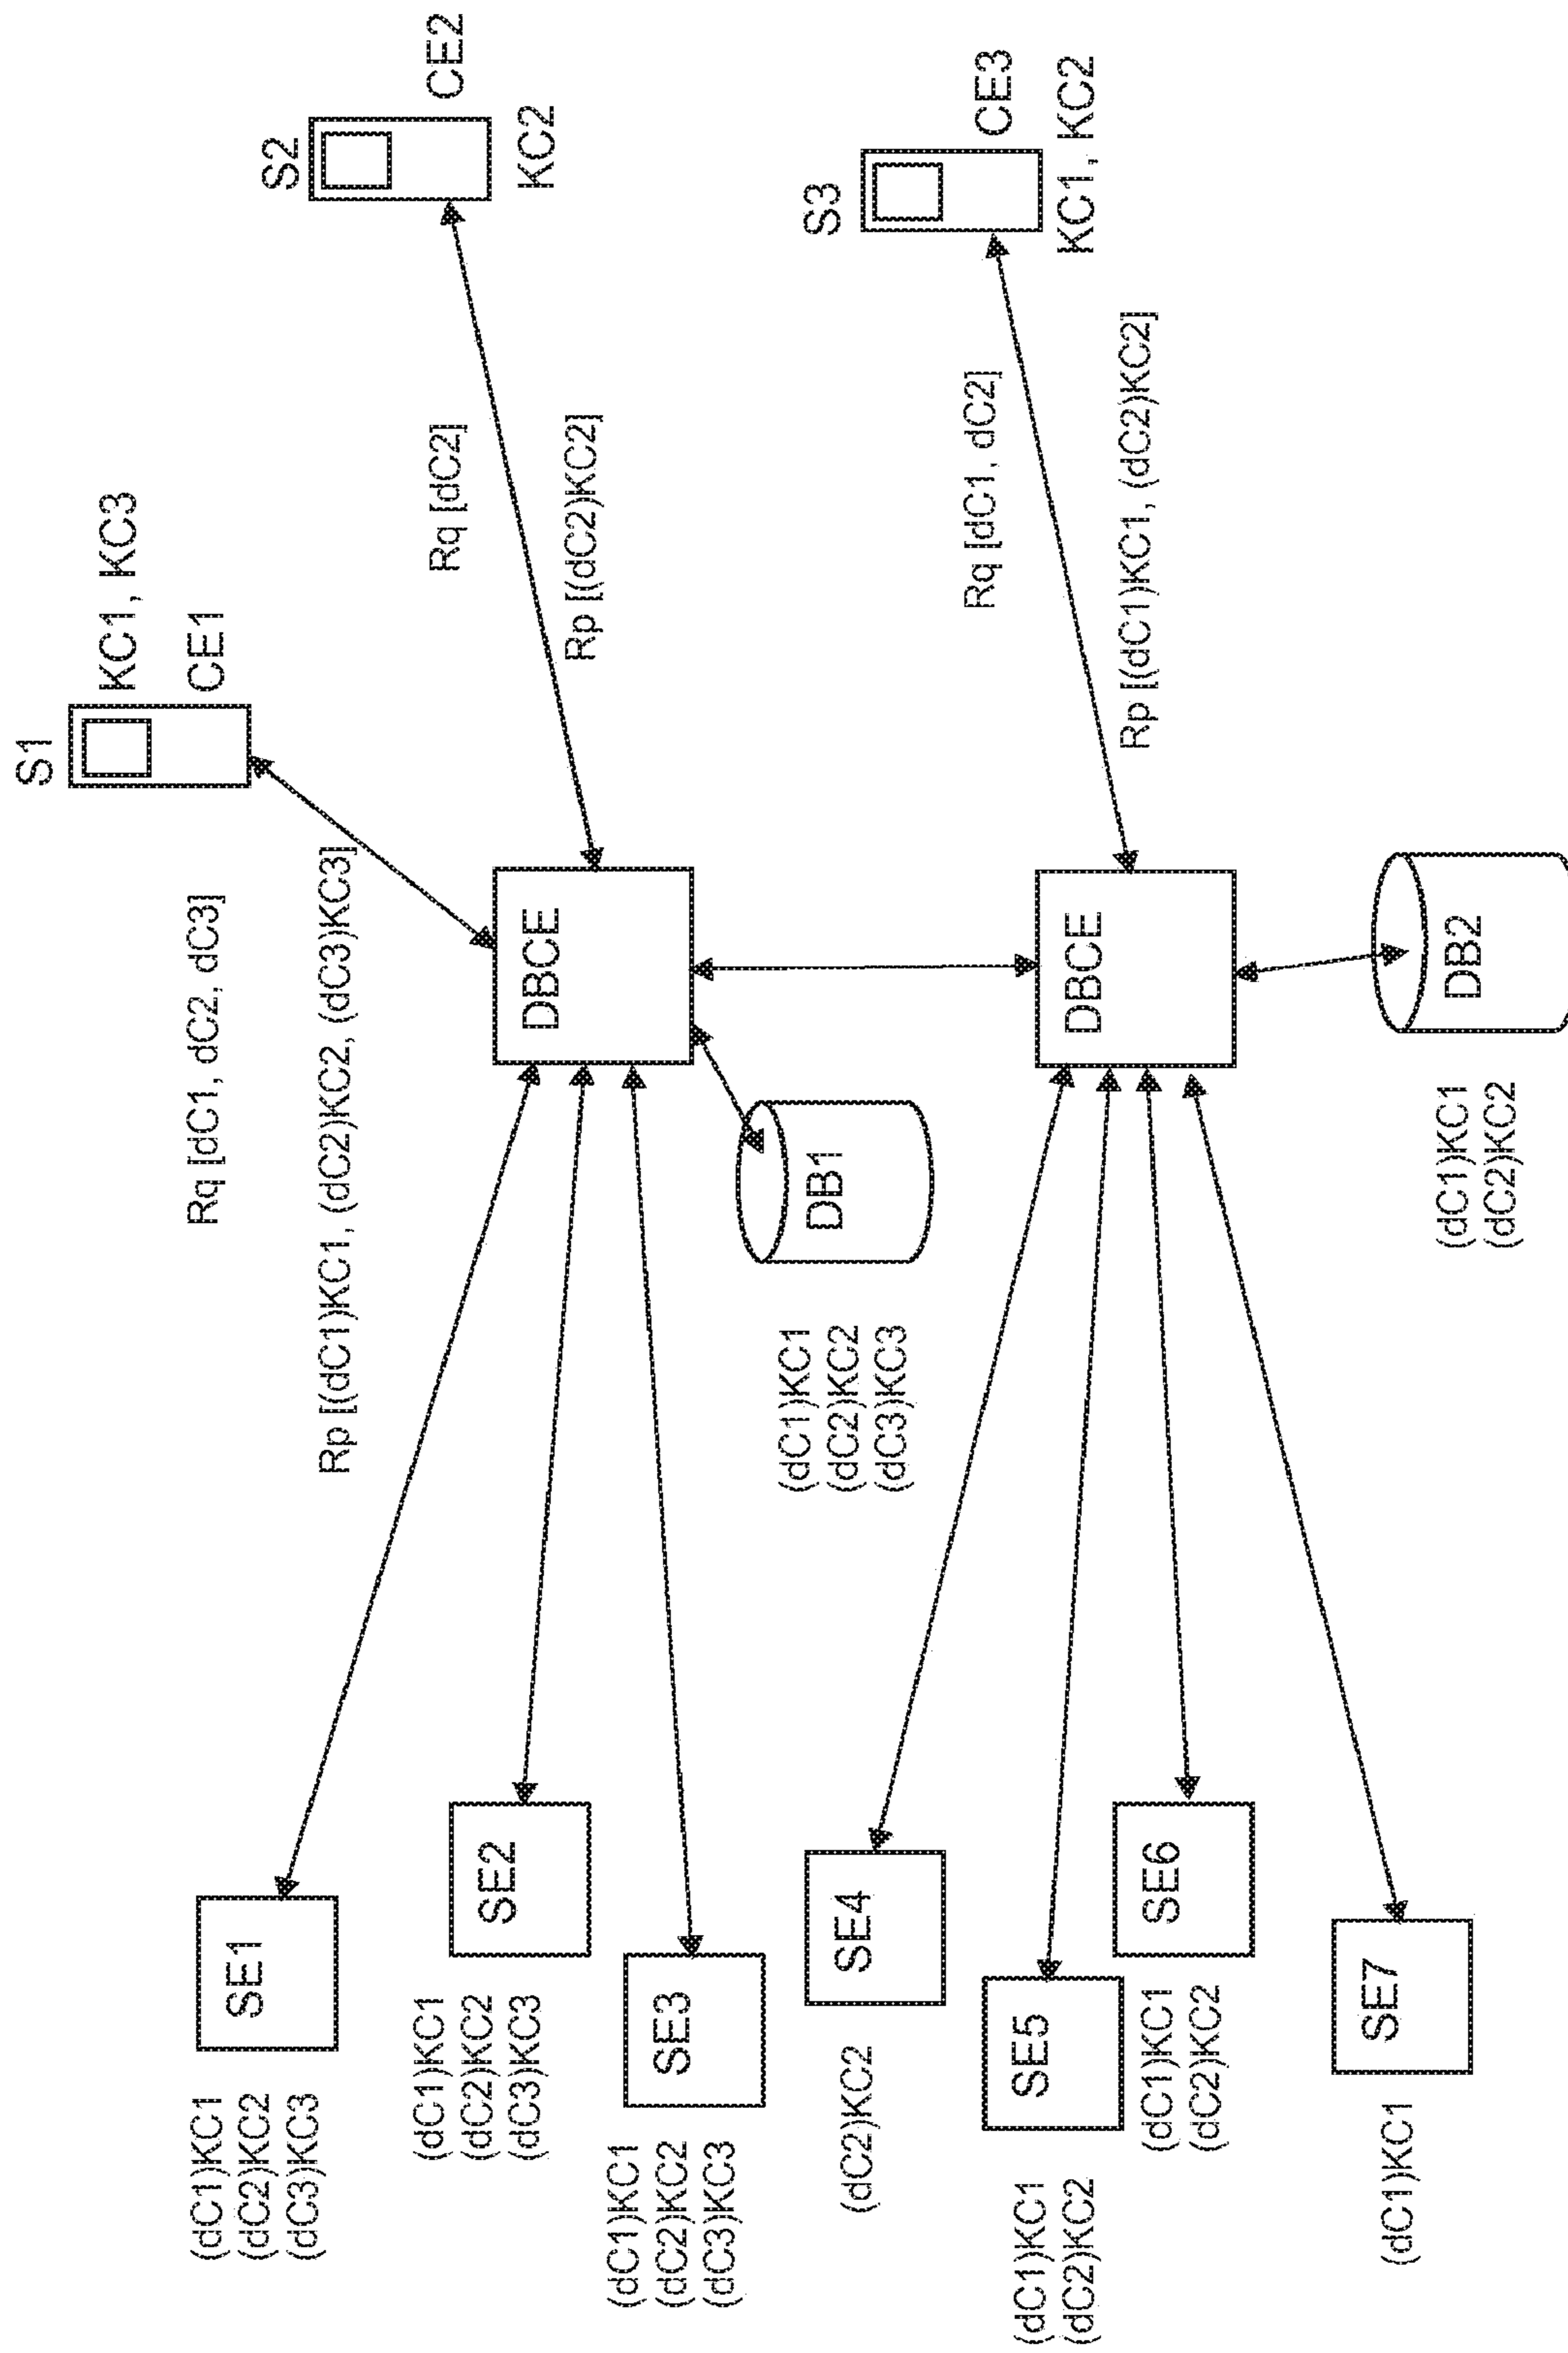 S1
KC1, KC3
CE1
S2
CE2
KC2
S3
CE3
KC1, KC2
Rq [dC1, dC2, dC3]
Rp [(dC1)KC1, (dC2)KC2, (dC3)KC3]
Rq [dC2]
Rp [(dC2)KC2]
Rq [dC1, dC2]
Rp [(dC1)KC1, (dC2)KC2]
DBCE
DBCE
DB1
(dC1)KC1
(dC2)KC2
(dC3)KC3
DB2
(dC1)KC1
(dC2)KC2
SE1
(dC1)KC1
(dC2)KC2
(dC3)KC3
SE2
(dC1)KC1
(dC2)KC2
(dC3)KC3
SE3
(dC1)KC1
(dC2)KC2
(dC3)KC3
SE4
(dC2)KC2
SE5
(dC1)KC1
(dC2)KC2
SE6
(dC1)KC1
(dC2)KC2
SE7
(dC1)KC1